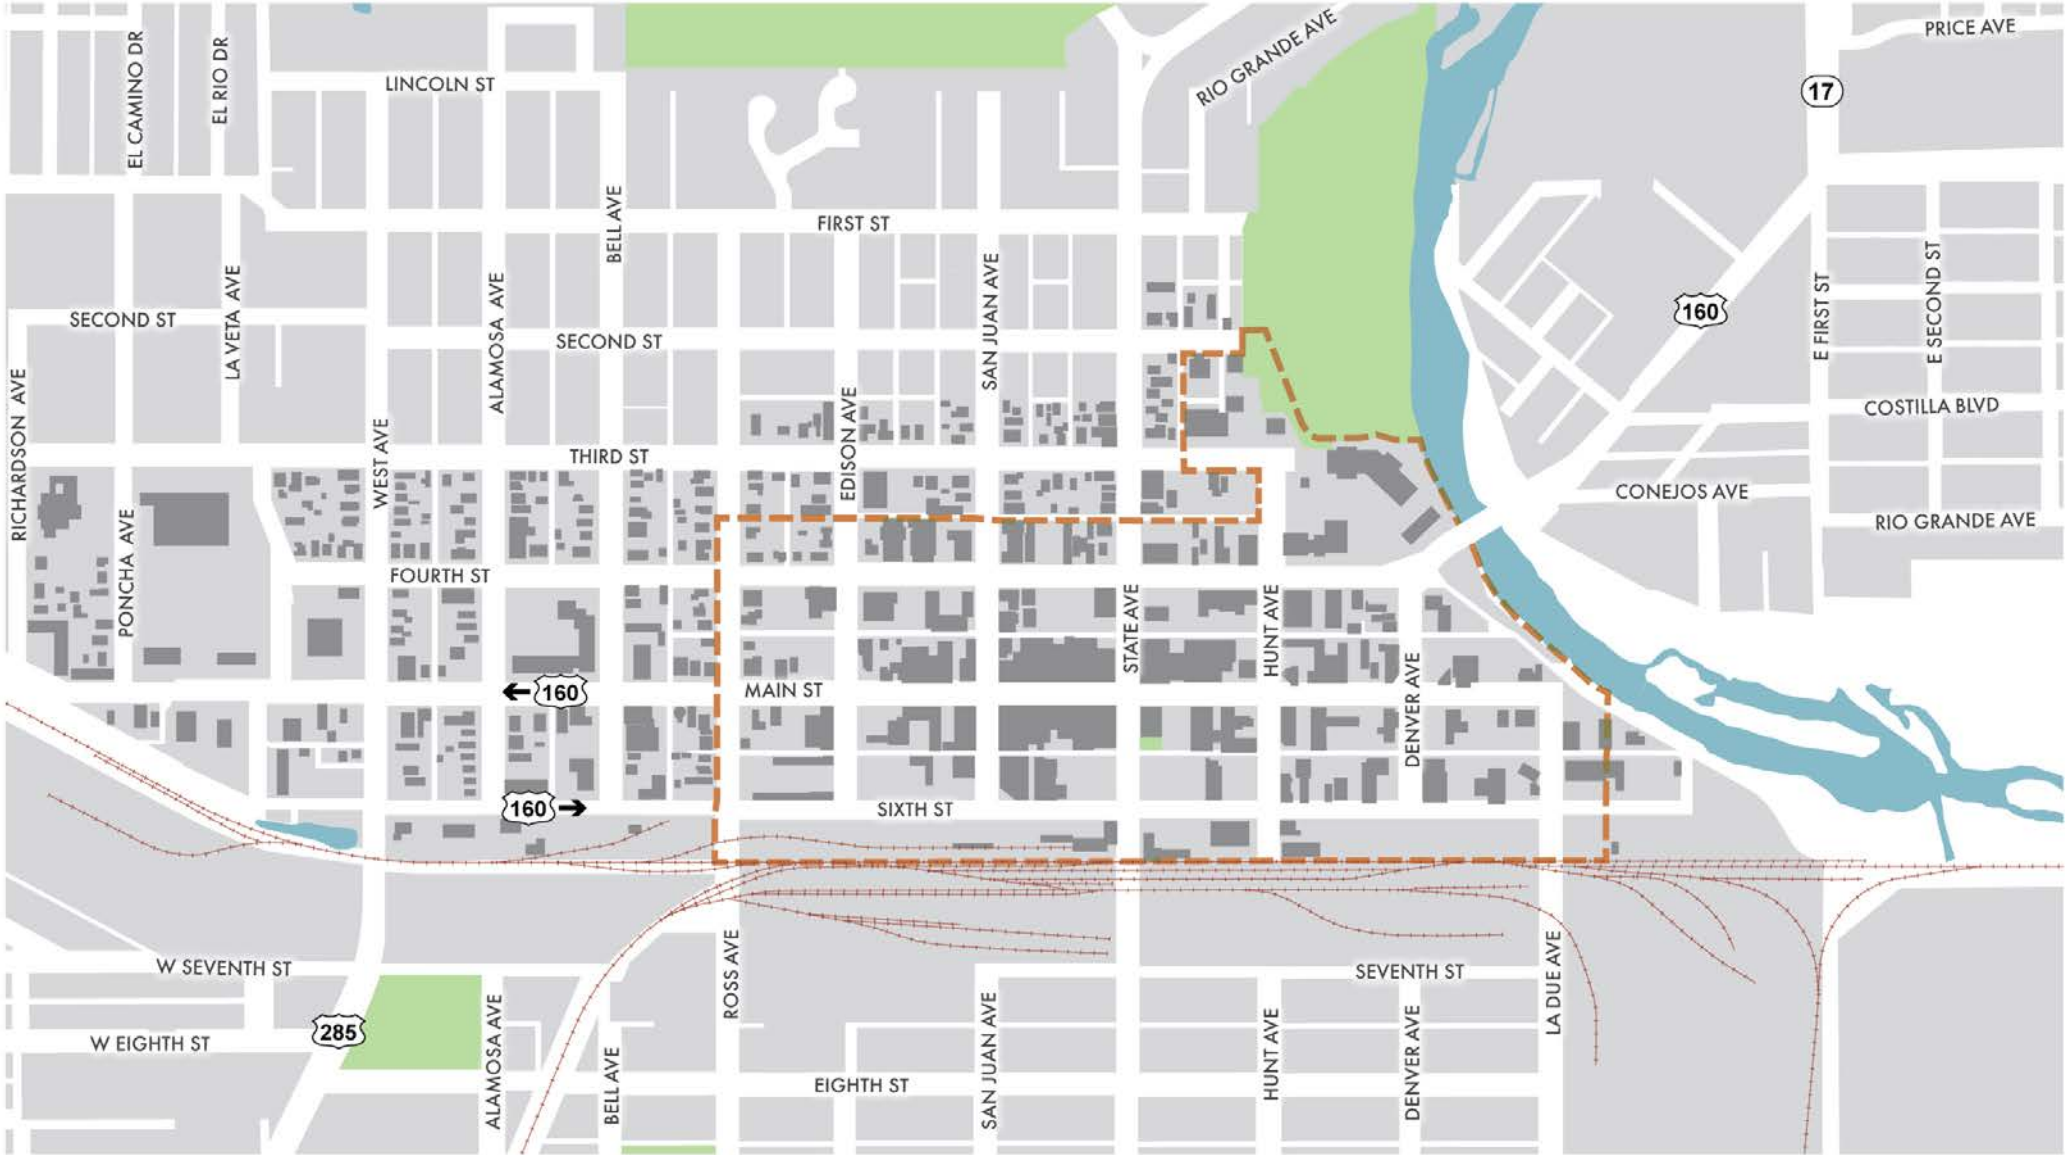 PRICE AVE
RIO GRANDE AVE
EL CAMINO DR
EL RIO DR
LINCOLN ST
17
BELL AVE
FIRST ST
LA VETA AVE
ALAMOSA AVE
SAN JUAN AVE
E FIRST ST
E SECOND ST
160
SECOND ST
SECOND ST
RICHARDSON AVE
WEST AVE
EDISON AVE
COSTILLA BLVD
THIRD ST
CONEJOS AVE
PONCHA AVE
RIO GRANDE AVE
FOURTH ST
STATE AVE
HUNT AVE
DENVER AVE
160
MAIN ST
160
SIXTH ST
W SEVENTH ST
ROSS AVE
SEVENTH ST
LA DUE AVE
285
W EIGHTH ST
ALAMOSA AVE
BELL AVE
EIGHTH ST
SAN JUAN AVE
HUNT AVE
DENVER AVE